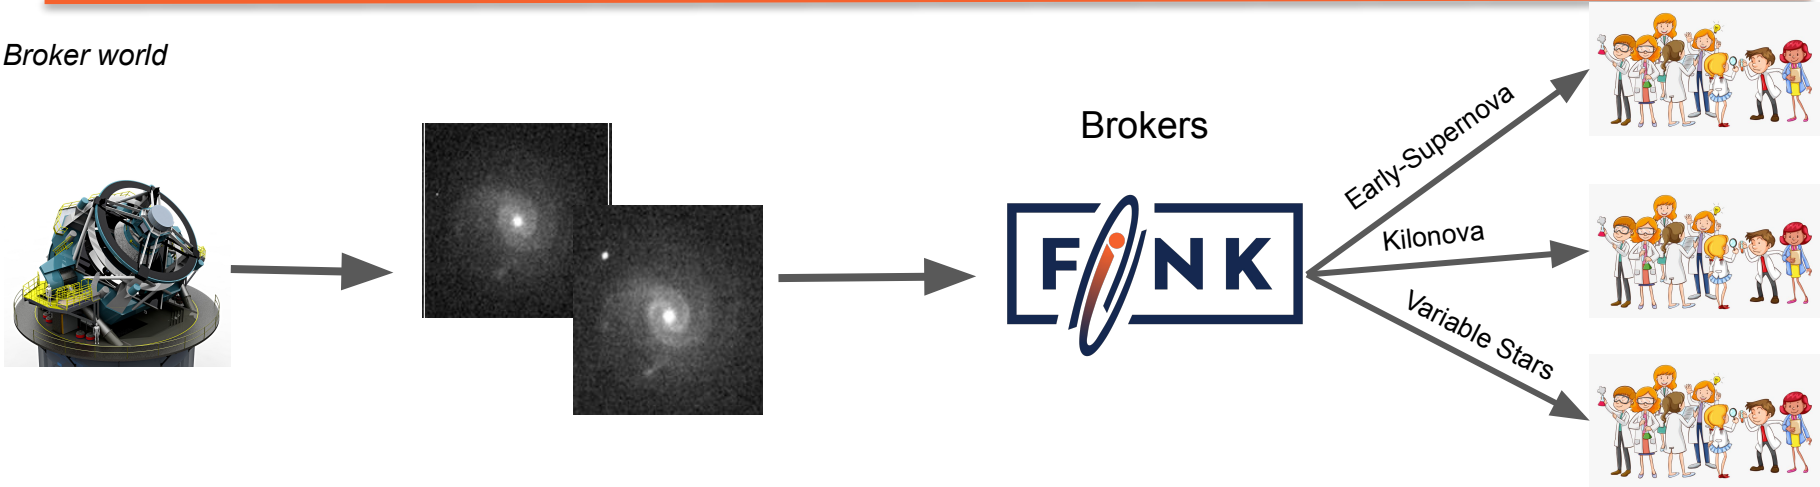 Broker world
Brokers
FINK
Early-Supernova
Kilonova
Variable Stars